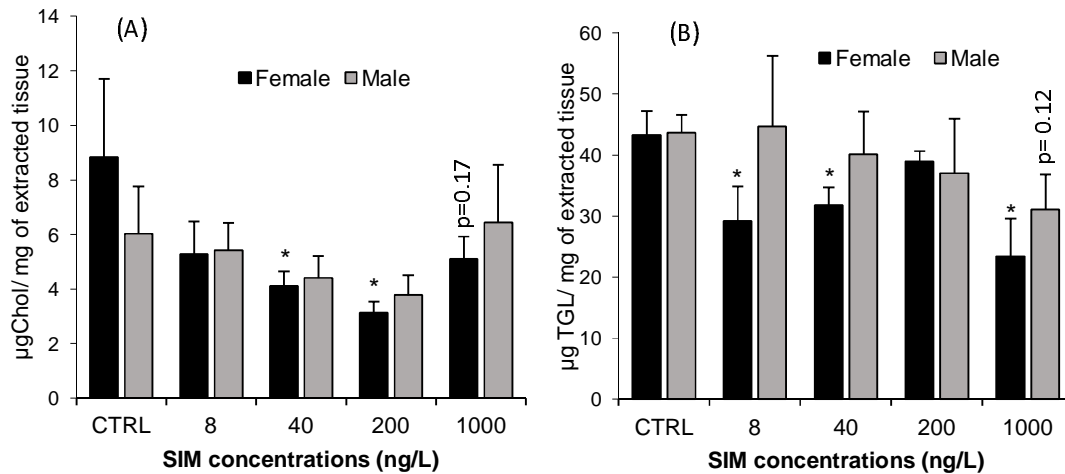 (A)
Female Male
µgChol/ mg of extracted tissue
14
12
10
8
6
4
2
0
*
*
p=0.17
CTRL 8 40 200 1000
SIM concentrations (ng/L)
(B)
Female Male
µg TGL/ mg of extracted tissue
60
50
40
30
20
10
0
*
*
*
p= 0.12
CTRL 8 40 200 1000
SIM concentrations (ng/L)